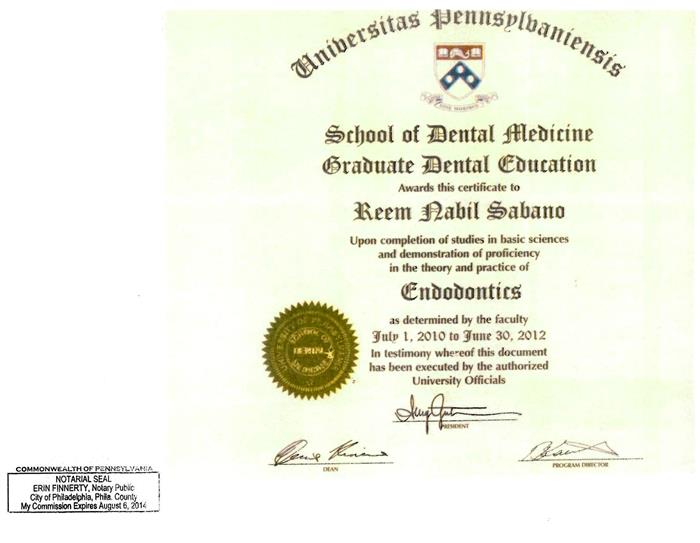 Universitas Pennsylvaniensis
School of Dental Medicine
Graduate Dental Education
Awards this certificate to
Reem Nabil Sabano
Upon completion of studies in basic sciences
and demonstration of proficiency
in the theory and practice of
Endodontics
as determined by the faculty
July 1, 2010 to June 30, 2012
In testimony whereof this document
has been executed by the authorized
University Officials
PRESIDENT
DEAN
PROGRAM DIRECTOR
COMMONWEALTH OF PENNSYLVANIA
NOTARIAL SEAL
ERIN FINNERTY, Notary Public
City of Philadelphia, Phila. County
My Commission Expires August 6, 2014